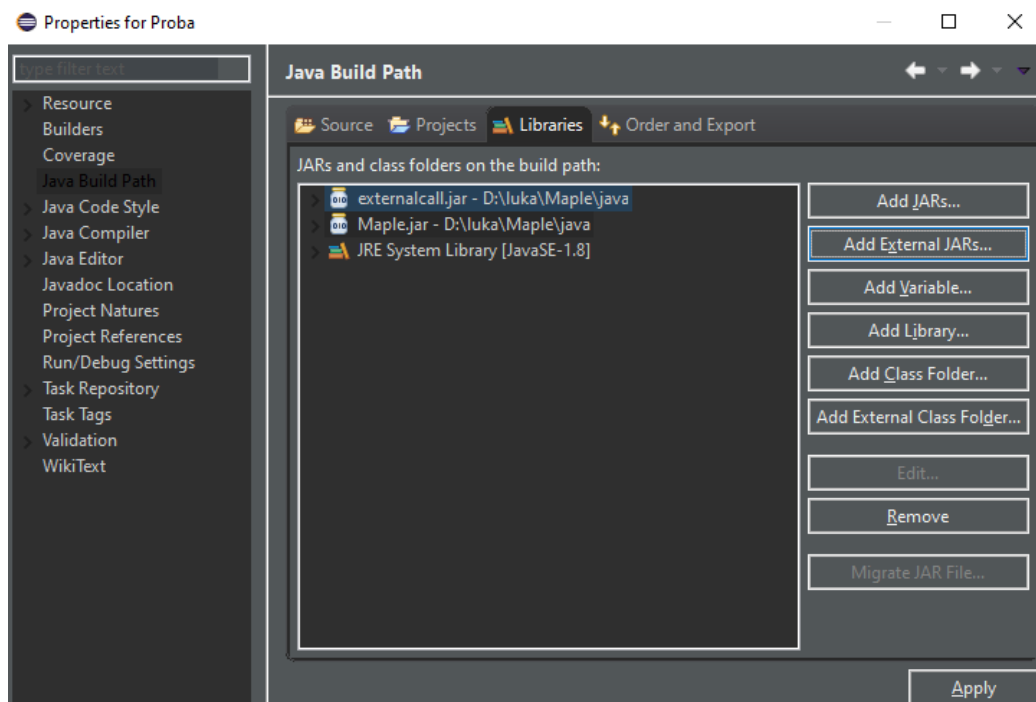 Properties for Proba
type filter text
Resource
Builders
Coverage
Java Build Path
Java Code Style
Java Compiler
Java Editor
Javadoc Location
Project Natures
Project References
Run/Debug Settings
Task Repository
Task Tags
Validation
WikiText
Java Build Path
Source
Projects
Libraries
Order and Export
JARs and class folders on the build path:
externalcall.jar - D:\luka\Maple\java
Maple.jar - D:\luka\Maple\java
JRE System Library [JavaSE-1.8]
Add JARs...
Add External JARs...
Add Variable...
Add Library...
Add Class Folder...
Add External Class Folder...
Edit...
Remove
Migrate JAR File...
Apply